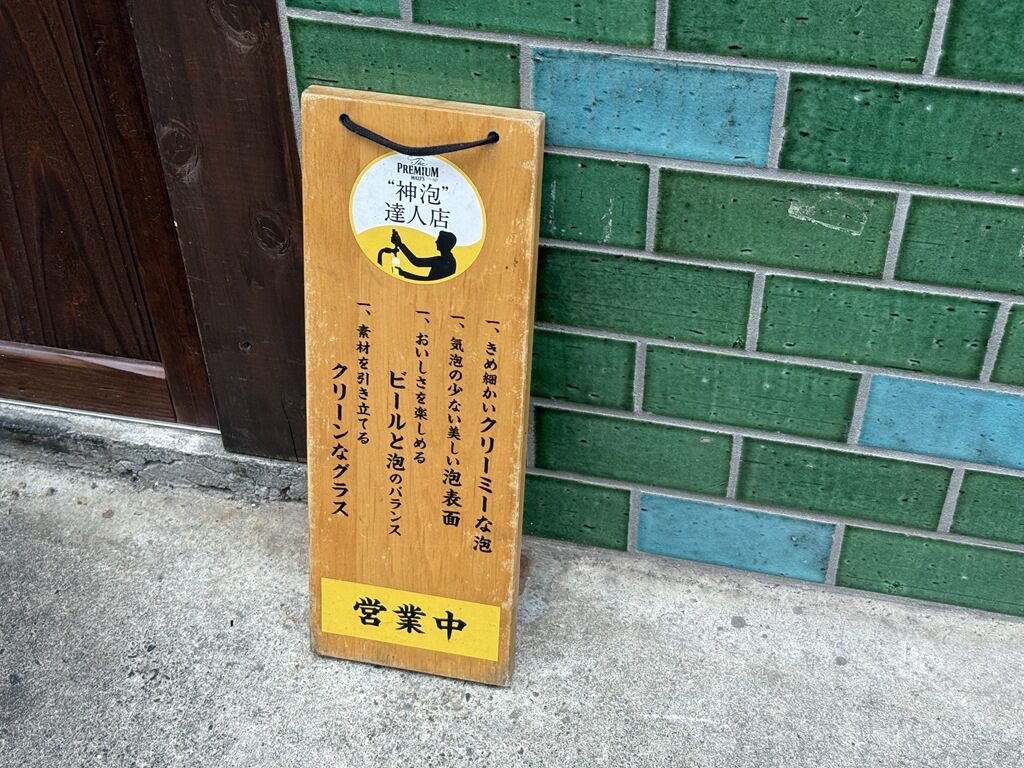 The
PREMIUM
MALT'S
“神泡”
達人店
一、きめ細かいクリーミーな泡
一、気泡の少ない美しい泡表面
一、おいしさを楽しめる
ビールと泡のバランス
一、素材を引き立てる
クリーンなグラス
営業中